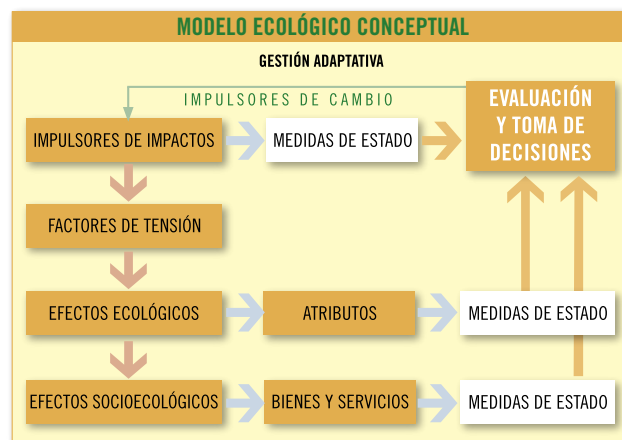 MODELO ECOLÓGICO CONCEPTUAL
GESTIÓN ADAPTATIVA
IMPULSORES DE CAMBIO
EVALUACIÓN
Y TOMA DE
DECISIONES
IMPULSORES DE IMPACTOS
MEDIDAS DE ESTADO
FACTORES DE TENSIÓN
EFECTOS ECOLÓGICOS
ATRIBUTOS
MEDIDAS DE ESTADO
EFECTOS SOCIOECOLÓGICOS
BIENES Y SERVICIOS
MEDIDAS DE ESTADO